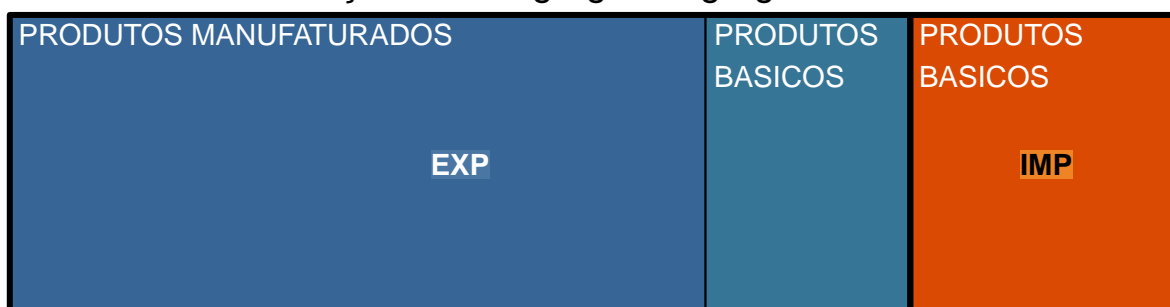 PRODUTOS MANUFATURADOS
EXP
PRODUTOS
BASICOS
PRODUTOS
BASICOS
IMP